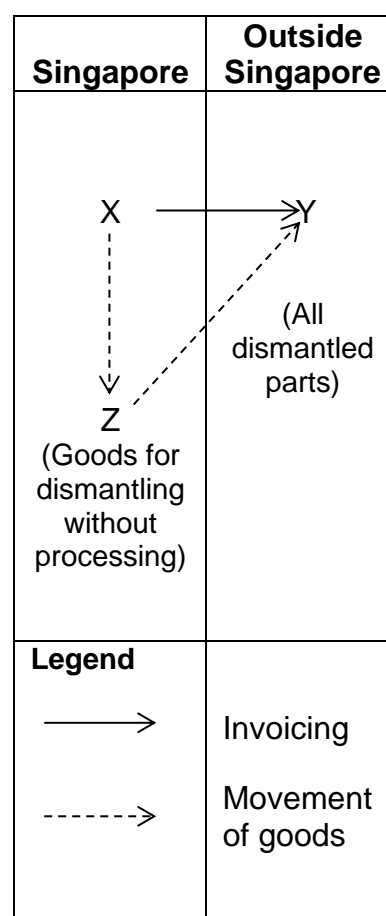 Singapore
Outside
Singapore
X
Y
(All
dismantled
parts)
Z
(Goods for
dismantling
without
processing)
Legend
Invoicing
Movement
of goods